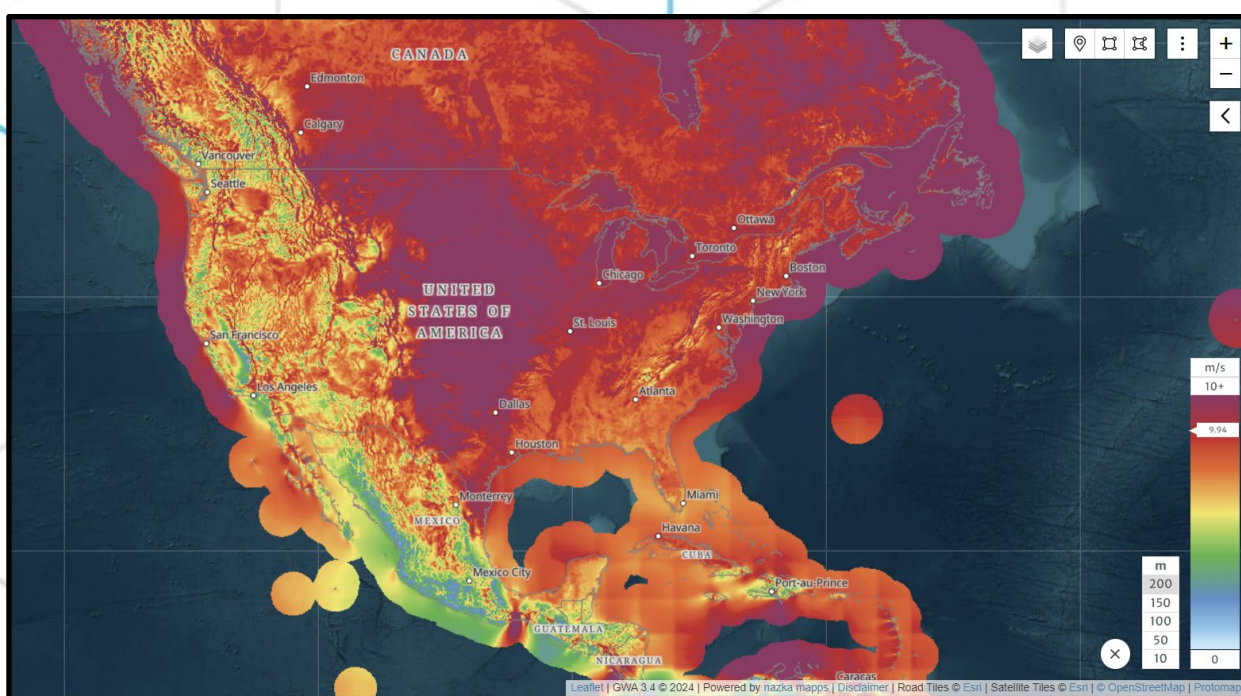 CANADA
Edmonton
Calgary
Vancouver
Seattle
Ottawa
Toronto
Boston
Chicago
New York
UNITED
STATES OF
AMERICA
St. Louis
Washington
San Francisco
Los Angeles
Atlanta
Dallas
Houston
Monterrey
Miami
MEXICO
Havana
CUBA
Mexico City
Port-au-Prince
GUATEMALA
NICARAGUA
Caracas
+
−
m/s
10+
9.94
0
m
200
150
100
50
10
Leaflet | GWA 3.4 © 2024 | Powered by nazka mapps | Disclaimer | Road Tiles © Esri | Satellite Tiles © Esri | © OpenStreetMap | Protomap